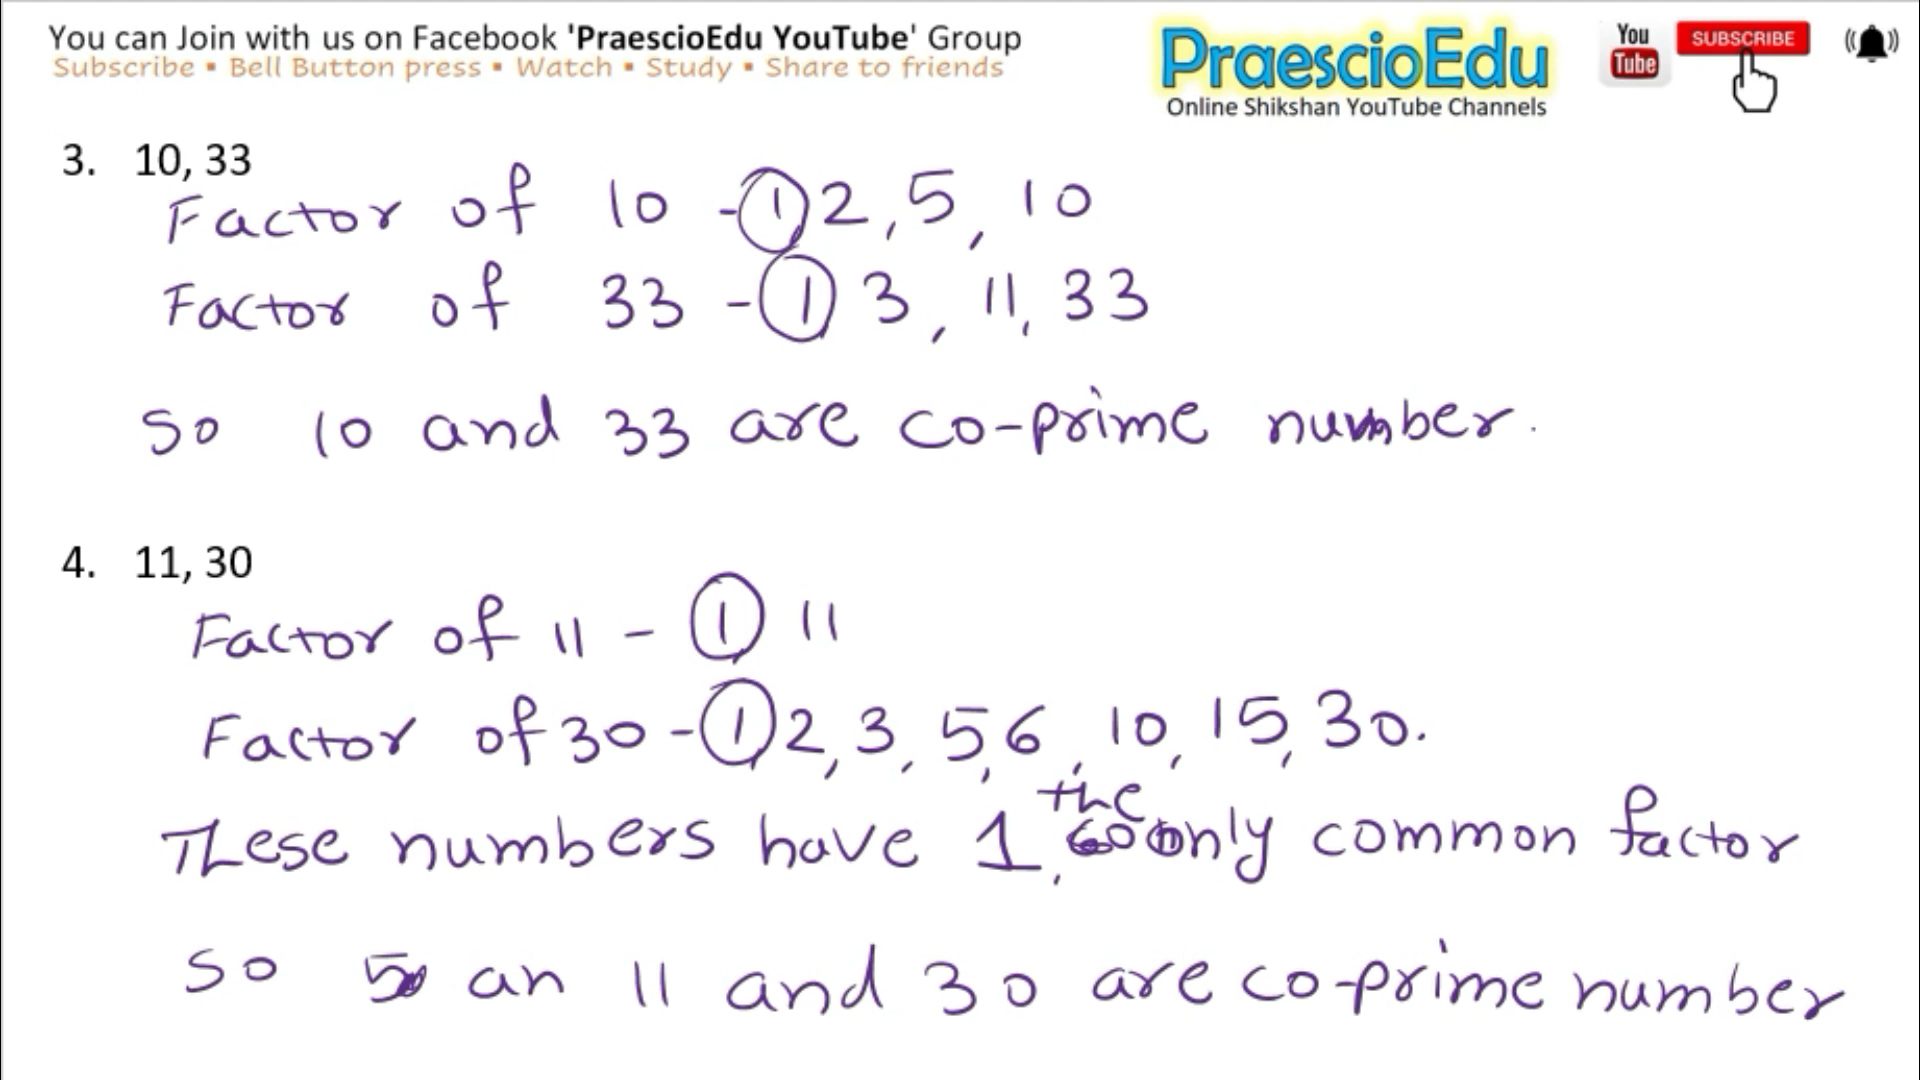 You can Join with us on Facebook 'PraescioEdu YouTube' Group
Subscribe ▪ Bell Button press ▪ Watch ▪ Study ▪ Share to friends
PraescioEdu
Online Shikshan YouTube Channels
You
Tube
SUBSCRIBE
3. 10, 33
Factor of 10 - 1 2, 5, 10
Factor of 33 - 1 3, 11, 33
So 10 and 33 are co-prime number.
4. 11, 30
Factor of 11 - 1 11
Factor of 30 - 1 2, 3, 5, 6, 10, 15, 30.
These numbers have 1, the only common factor
so an 11 and 30 are co-prime number